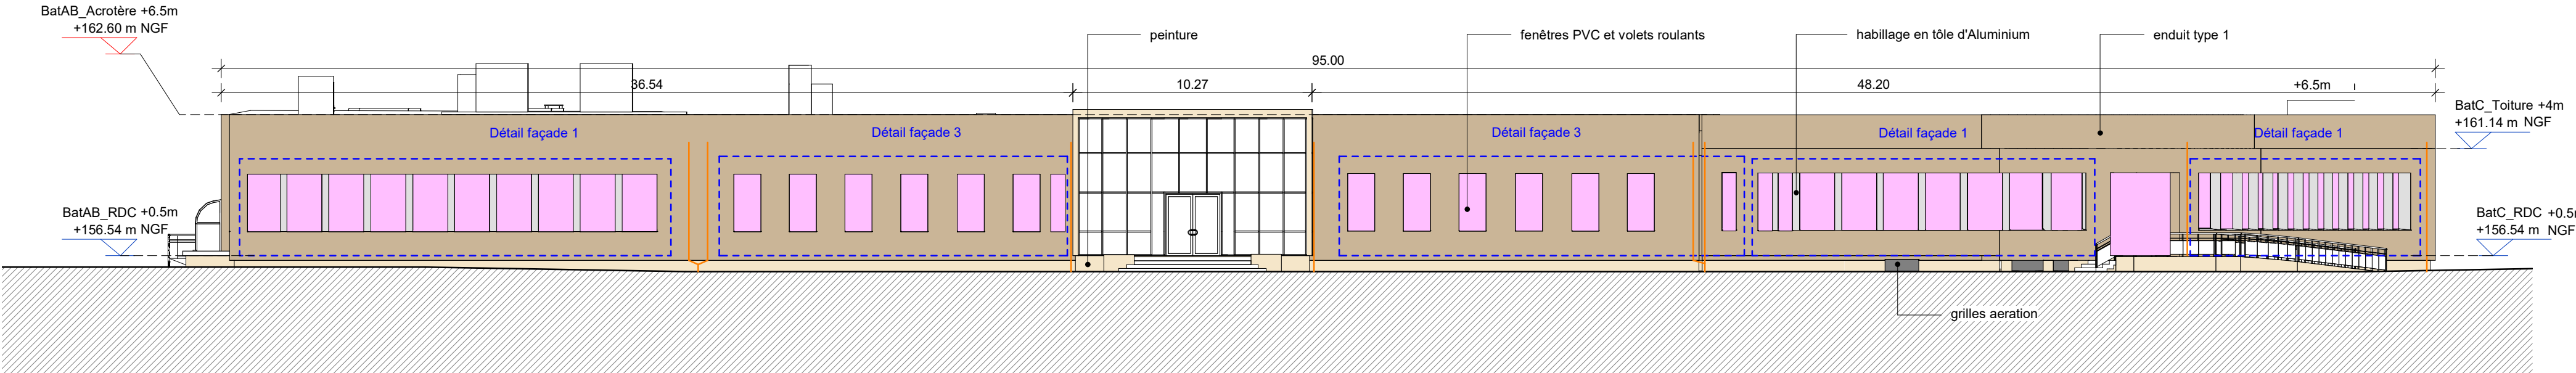 BatAB_Acrotère +6.5m
+162.60 m NGF
peinture
fenêtres PVC et volets roulants
habillage en tôle d'Aluminium
enduit type 1
95.00
36.54
10.27
48.20
+6.5m
BatC_Toiture +4m
+161.14 m NGF
Détail façade 1
Détail façade 3
Détail façade 3
Détail façade 1
Détail façade 1
BatAB_RDC +0.5m
+156.54 m NGF
BatC_RDC +0.5m
+156.54 m NGF
grilles aeration